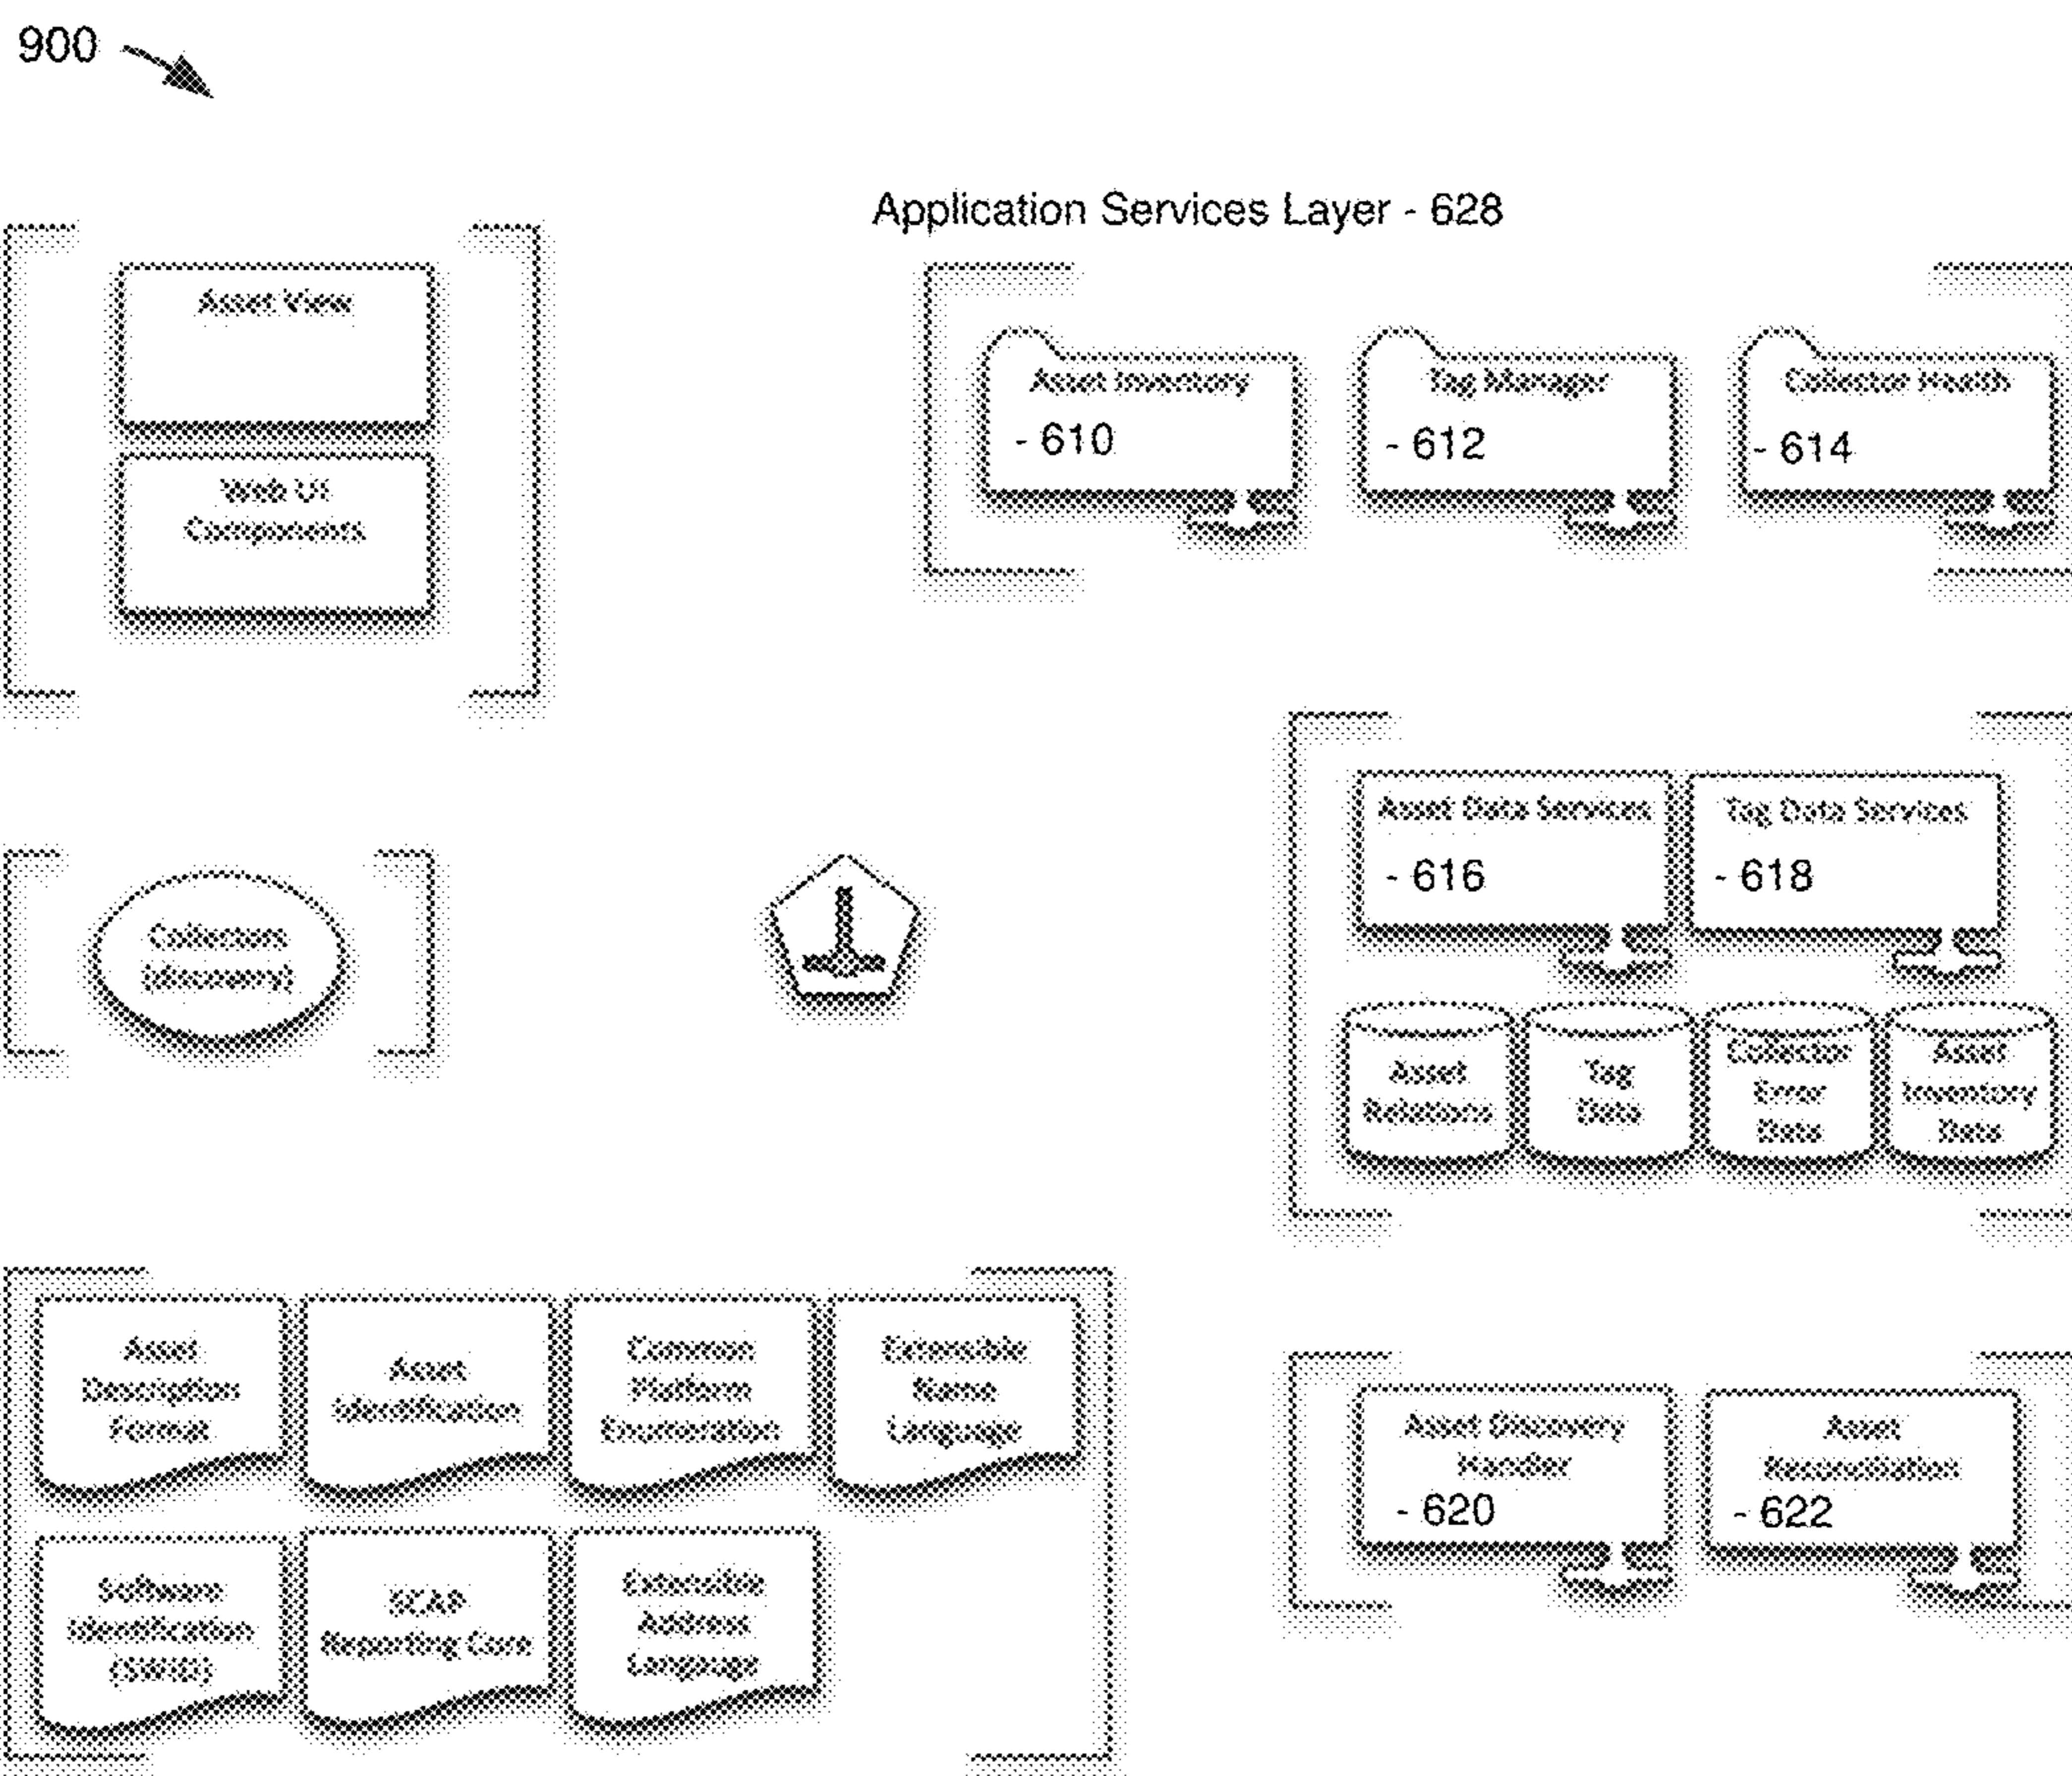 900
Application Services Layer - 628
Asset View
Web UI
Components
Asset Inventory
- 610
Tag Manager
- 612
Collector Health
- 614
Collectors
(discovery)
Asset Data Services
- 616
Tag Data Services
- 618
Asset
Relations
Tag
Data
Collector
Error
Data
Asset
Inventory
Data
Asset
Description
Format
Asset
Identification
Common
Platform
Enumeration
Extensible
Name
Language
Software
Identification
(SWID)
SCAP
Reporting Core
Extensible
Address
Language
Asset Discovery
Handler
- 620
Asset
Reconciliation
- 622